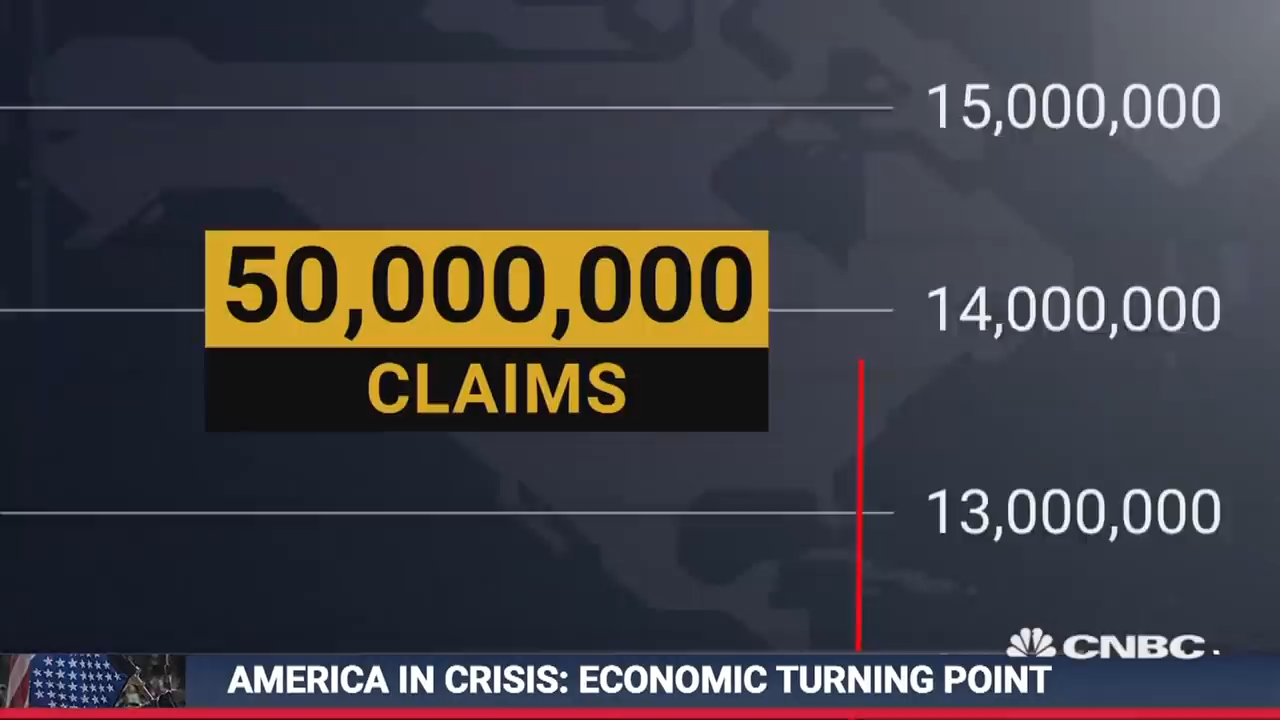 15,000,000
50,000,000
CLAIMS
14,000,000
13,000,000
CNBC
AMERICA IN CRISIS: ECONOMIC TURNING POINT